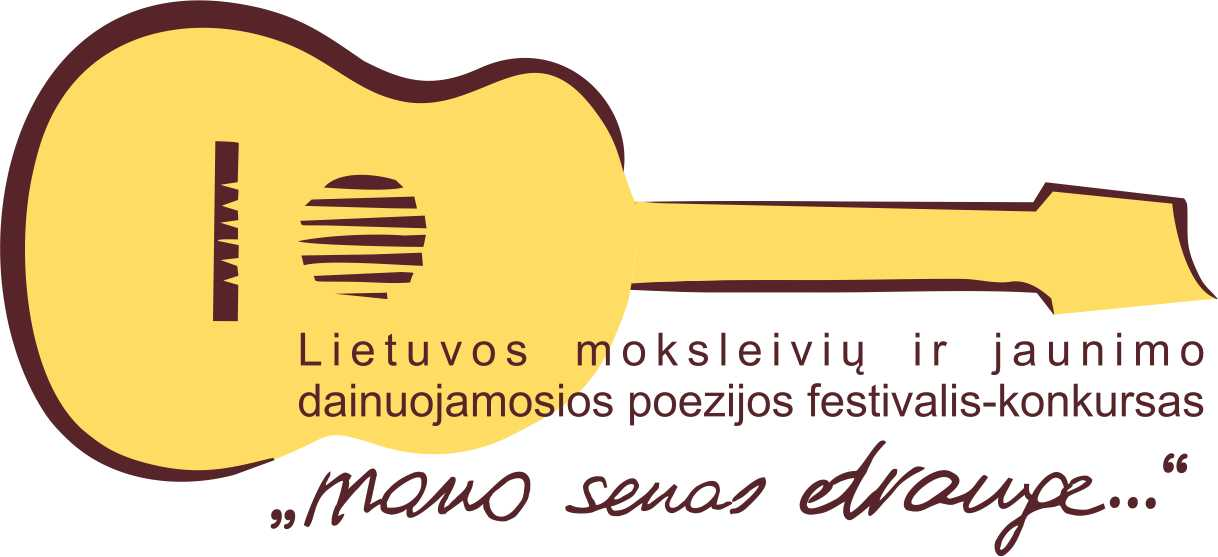 Lietuvos moksleivių ir jaunimo
dainuojamosios poezijos festivalis-konkursas
„mano senas drauge...“